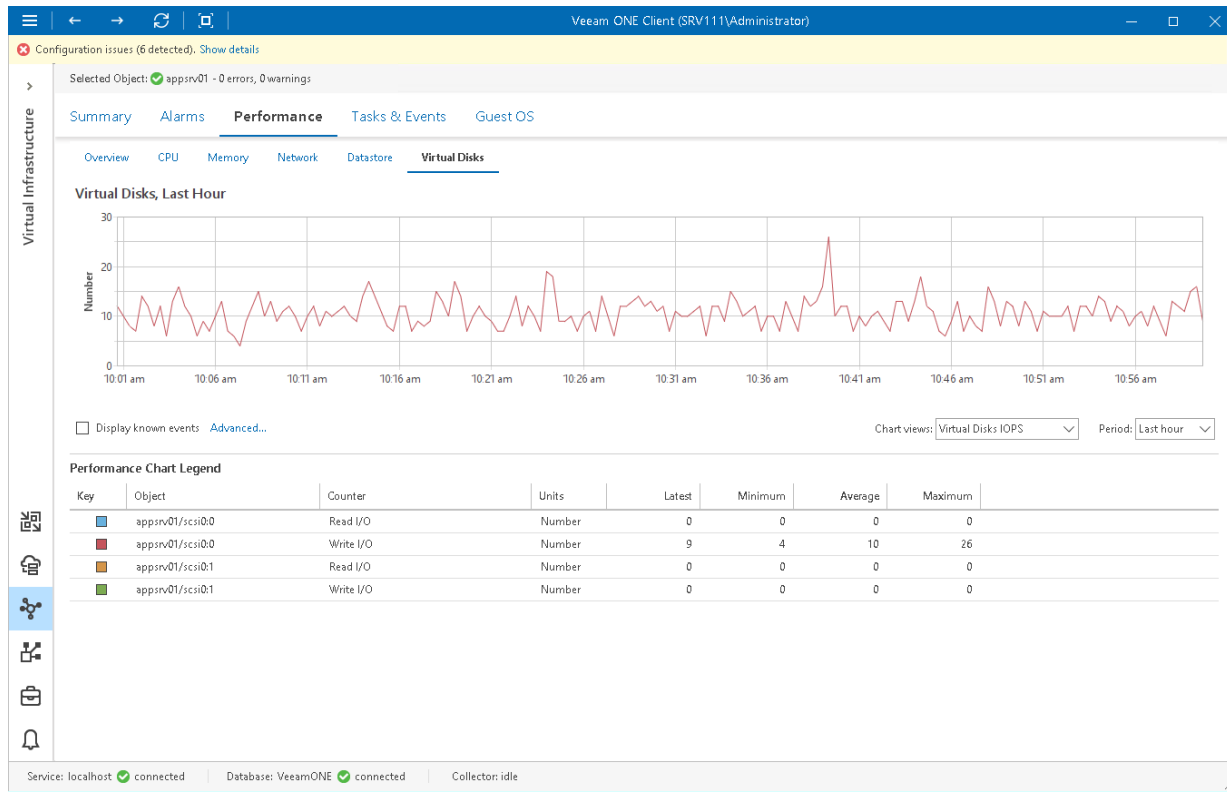 Veeam ONE Client (SRV111\Administrator)
Configuration issues (6 detected). Show details
Selected Object: appsrv01 - 0 errors, 0 warnings
Virtual Infrastructure
Summary Alarms Performance Tasks & Events Guest OS
Overview CPU Memory Network Datastore Virtual Disks
Virtual Disks, Last Hour
Number
30
20
10
0
10:01 am 10:06 am 10:11 am 10:16 am 10:21 am 10:26 am 10:31 am 10:36 am 10:41 am 10:46 am 10:51 am 10:56 am
Display known events Advanced... Chart views: Virtual Disks IOPS Period: Last hour
Performance Chart Legend
Key Object Counter Units Latest Minimum Average Maximum
appsrv01/scsi0:0 Read I/O Number 0 0 0 0
appsrv01/scsi0:0 Write I/O Number 9 4 10 26
appsrv01/scsi0:1 Read I/O Number 0 0 0 0
appsrv01/scsi0:1 Write I/O Number 0 0 0 0
Service: localhost connected Database: VeeamONE connected Collector: idle